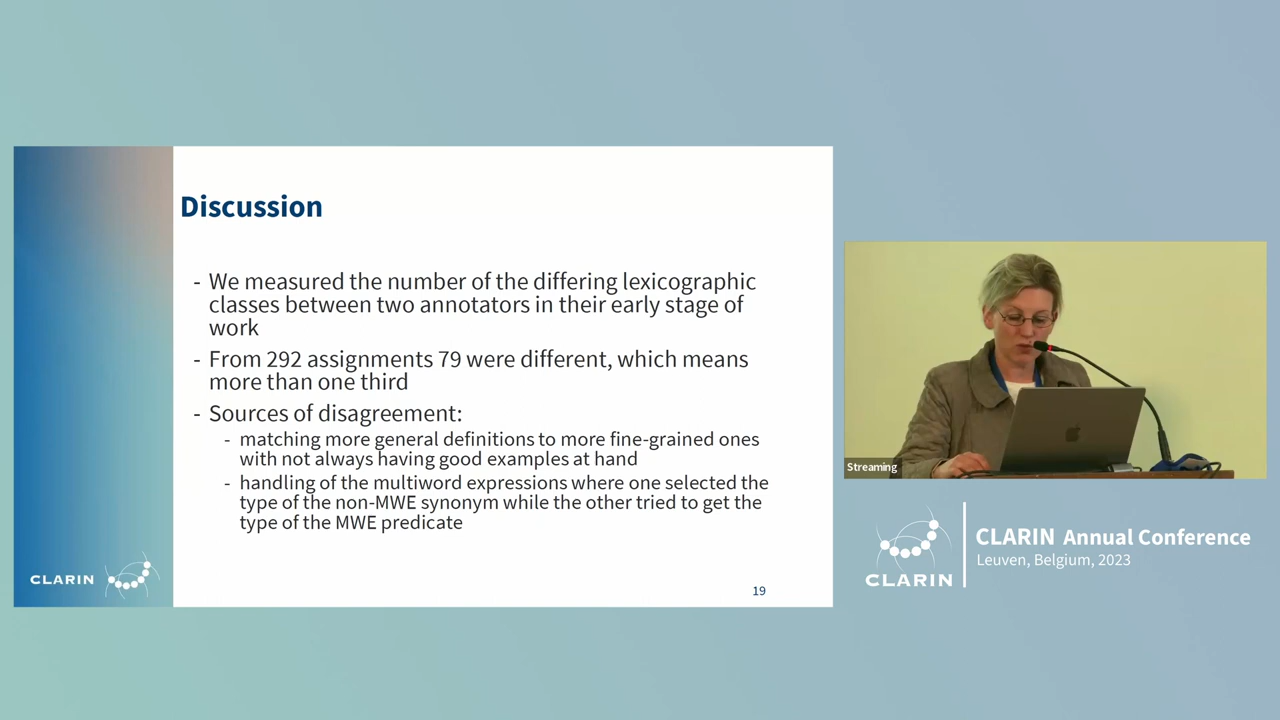 Discussion
- We measured the number of the differing lexicographic
classes between two annotators in their early stage of
work
- From 292 assignments 79 were different, which means
more than one third
- Sources of disagreement:
- matching more general definitions to more fine-grained ones
with not always having good examples at hand
- handling of the multiword expressions where one selected the
type of the non-MWE synonym while the other tried to get the
type of the MWE predicate
CLARIN
19
Streaming
CLARIN
CLARIN Annual Conference
Leuven, Belgium, 2023